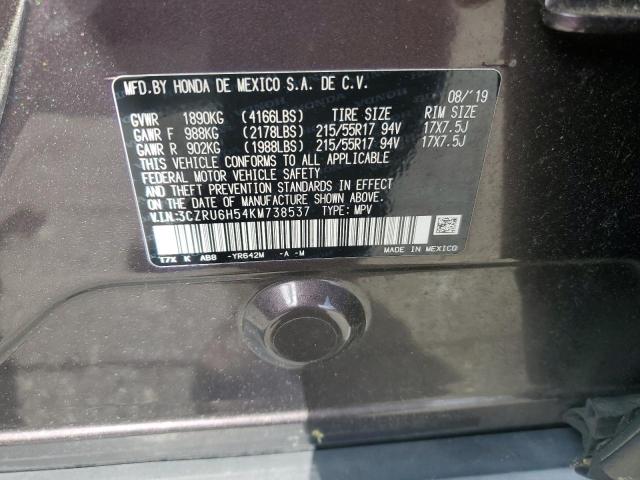 MFD.BY HONDA DE MEXICO S.A. DE C.V.
08/'19
GVWR 1890KG (4166LBS) TIRE SIZE RIM SIZE
GAWR F 988KG (2178LBS) 215/55R17 94V 17X7.5J
GAWR R 902KG (1988LBS) 215/55R17 94V 17X7.5J
THIS VEHICLE CONFORMS TO ALL APPLICABLE
FEDERAL MOTOR VEHICLE SAFETY
AND THEFT PREVENTION STANDARDS IN EFFECT
ON THE DATE OF MANUFACTURE SHOWN ABOVE.
V.I.N.:3CZRU6H54KM738537 TYPE: MPV
T7X K AB8 -YR642M -A -M MADE IN MEXICO